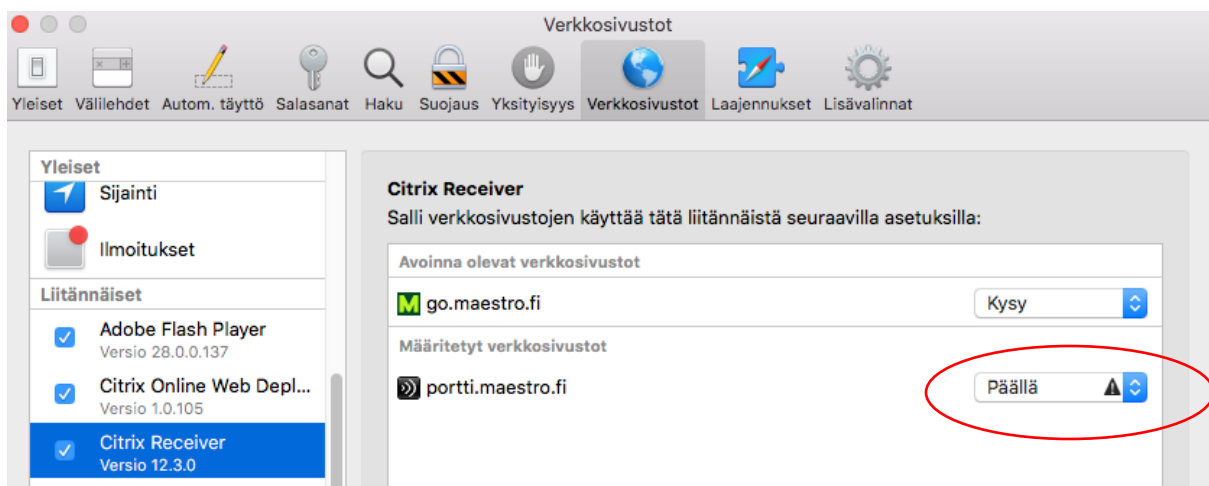 Verkkosivustot
Yleiset Välilehdet Autom. täyttö Salasanat Haku Suojaus Yksityisyys Verkkosivustot Laajennukset Lisävalinnat
Yleiset
Sijainti
Ilmoitukset
Liitännäiset
Adobe Flash Player
Versio 28.0.0.137
Citrix Online Web Depl...
Versio 1.0.105
Citrix Receiver
Versio 12.3.0
Citrix Receiver
Salli verkkosivustojen käyttää tätä liitännäistä seuraavilla asetuksilla:
Avoinna olevat verkkosivustot
go.maestro.fi Kysy
Määritetyt verkkosivustot
portti.maestro.fi Päällä